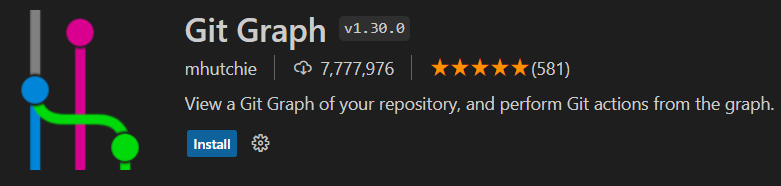 Git Graph v1.30.0
mhutchie 7,777,976 ★★★★★(581)
View a Git Graph of your repository, and perform Git actions from the graph.
Install